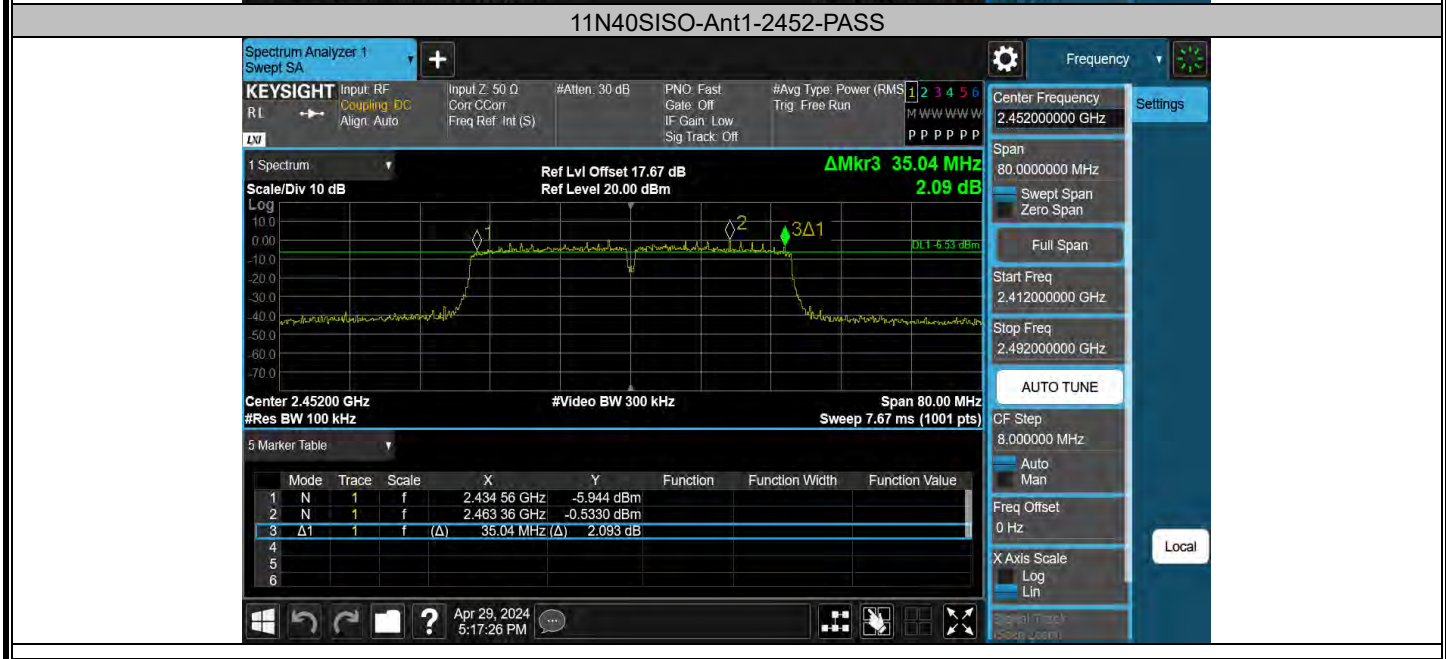 11N40SISO-Ant1-2452-PASS
Spectrum Analyzer 1
Swept SA
+
Frequency
KEYSIGHT
RL
LXI
Input: RF
Coupling: DC
Align: Auto
Input Z: 50 Ω
Corr CCorr
Freq Ref: Int (S)
#Atten: 30 dB
PNO: Fast
Gate: Off
IF Gain: Low
Sig Track: Off
#Avg Type: Power (RMS
Trig: Free Run
1 2 3 4 5 6
M W W W W W
P P P P P P
1 Spectrum
Scale/Div 10 dB
Ref Lvl Offset 17.67 dB
Ref Level 20.00 dBm
ΔMkr3 35.04 MHz
2.09 dB
Log
10.0
0.00
-10.0
-20.0
-30.0
-40.0
-50.0
-60.0
-70.0
1
2
3Δ1
DL1 -6.53 dBm
Center 2.45200 GHz
#Video BW 300 kHz
Span 80.00 MHz
#Res BW 100 kHz
Sweep 7.67 ms (1001 pts)
5 Marker Table
Mode Trace Scale X Y Function Function Width Function Value
1 N 1 f 2.434 56 GHz -5.944 dBm
2 N 1 f 2.463 36 GHz -0.5330 dBm
3 Δ1 1 f (Δ) 35.04 MHz (Δ) 2.093 dB
4
5
6
?
Apr 29, 2024
5:17:26 PM
Center Frequency
2.452000000 GHz
Settings
Span
80.0000000 MHz
Swept Span
Zero Span
Full Span
Start Freq
2.412000000 GHz
Stop Freq
2.492000000 GHz
AUTO TUNE
CF Step
8.000000 MHz
Auto
Man
Freq Offset
0 Hz
X Axis Scale
Log
Lin
Local
Signal Track
(Span Zoom)